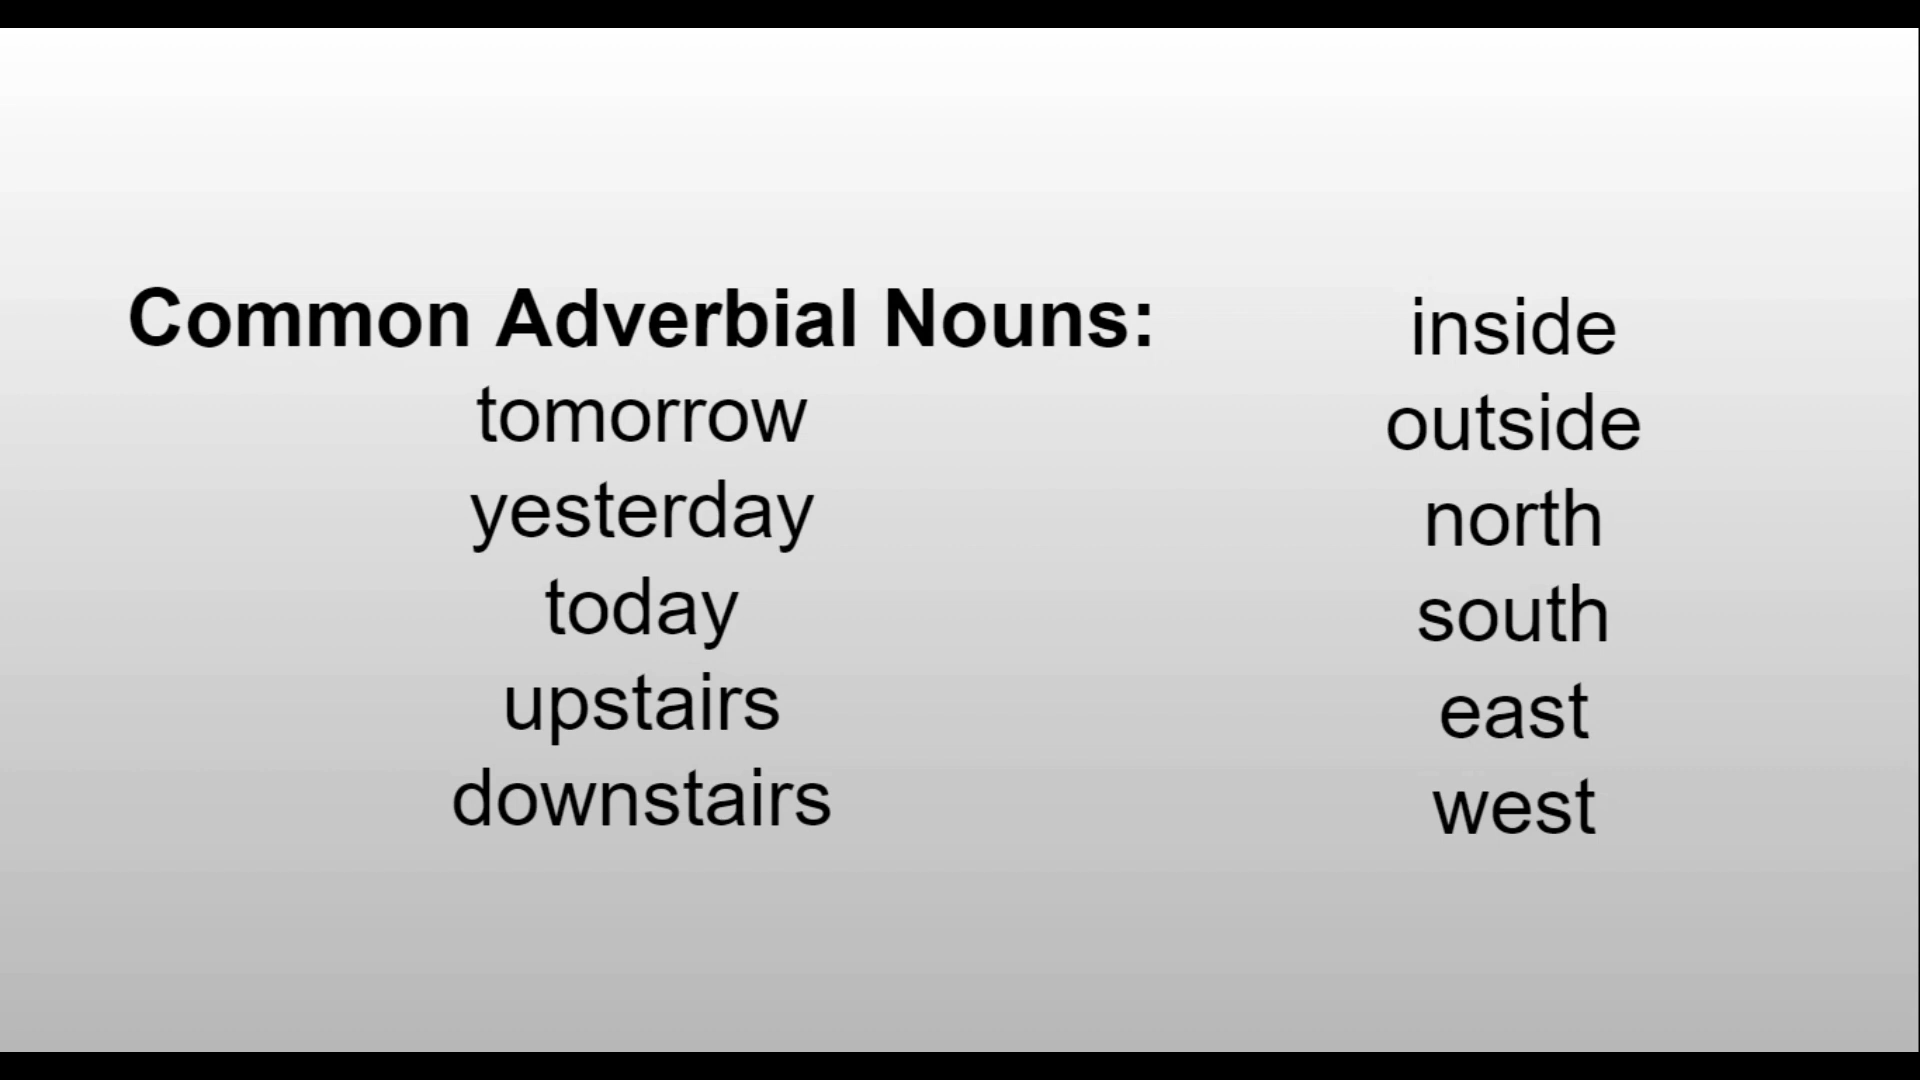 Common Adverbial Nouns:
tomorrow
yesterday
today
upstairs
downstairs
inside
outside
north
south
east
west